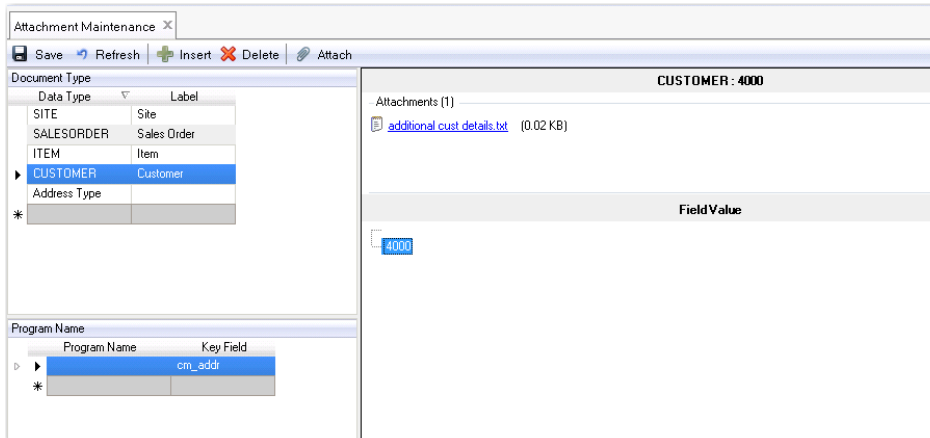 Attachment Maintenance X
Save Refresh Insert Delete Attach
Document Type
Data Type Label
SITE Site
SALESORDER Sales Order
ITEM Item
CUSTOMER Customer
Address Type
Program Name
Program Name Key Field
cm_addr
CUSTOMER : 4000
Attachments (1)
additional cust details.txt (0.02 KB)
Field Value
4000